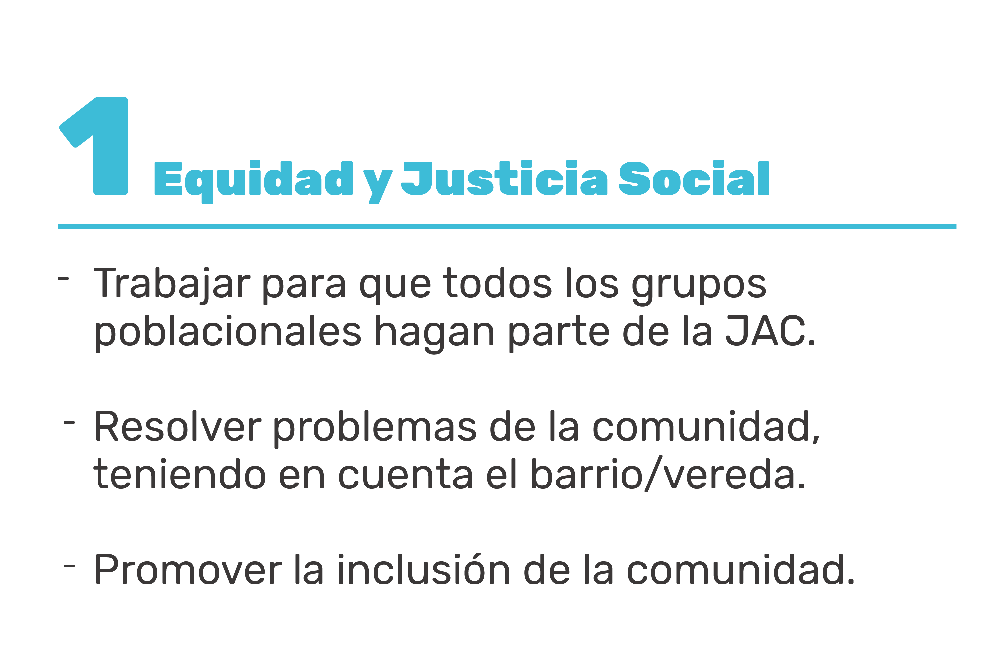 1 Equidad y Justicia Social
- Trabajar para que todos los grupos
poblacionales hagan parte de la JAC.
- Resolver problemas de la comunidad,
teniendo en cuenta el barrio/vereda.
- Promover la inclusión de la comunidad.